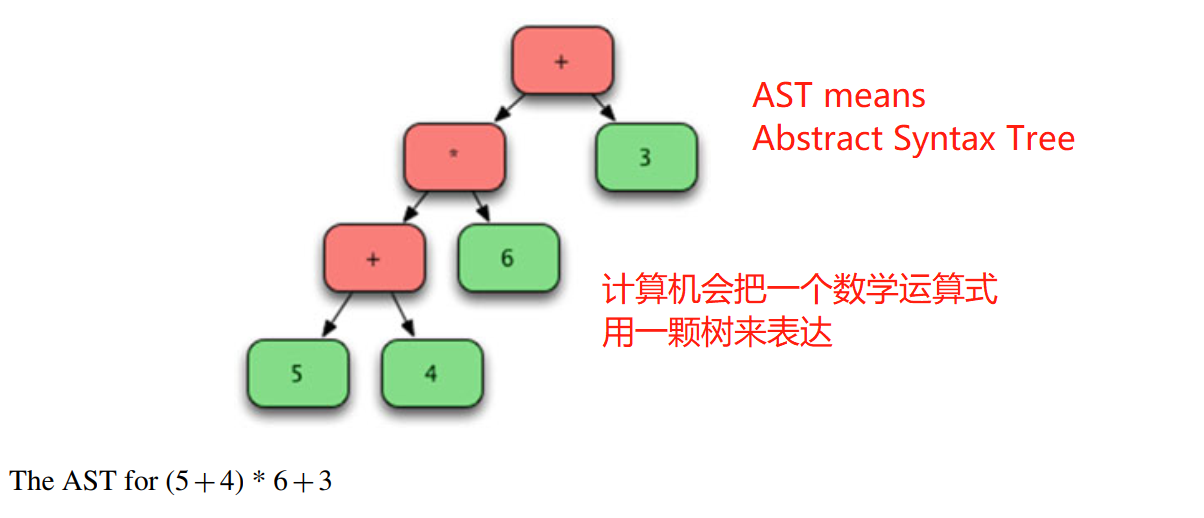 +
*
3
AST means
Abstract Syntax Tree
+
6
计算机会把一个数学运算式
用一颗树来表达
5
4
The AST for (5+4) * 6+3